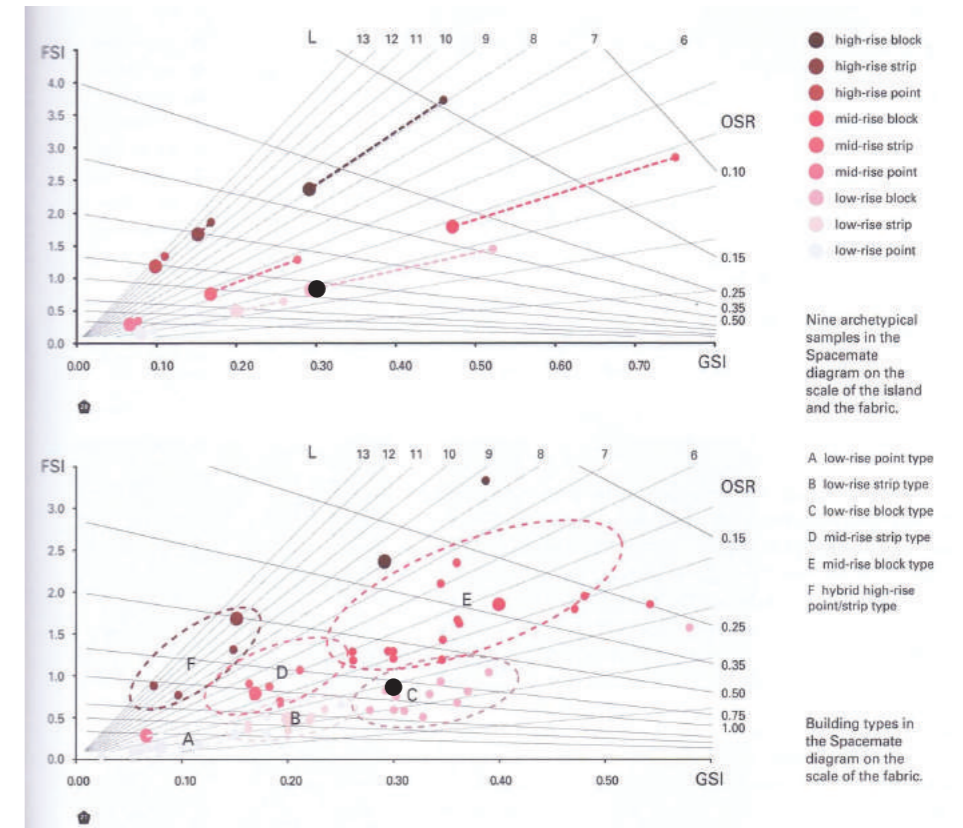 L 13 12 11 10 9 8 7 6
FSI
4.0
3.5
3.0
2.5
2.0
1.5
1.0
0.5
0.0
OSR
0.10
0.15
0.25
0.35
0.50
0.00 0.10 0.20 0.30 0.40 0.50 0.60 0.70 GSI
high-rise block
high-rise strip
high-rise point
mid-rise block
mid-rise strip
mid-rise point
low-rise block
low-rise strip
low-rise point
Nine archetypical
samples in the
Spacemate
diagram on the
scale of the island
and the fabric.
L 13 12 11 10 9 8 7 6
FSI
3.0
2.5
2.0
1.5
1.0
0.5
0.0
OSR
0.15
0.25
0.35
0.50
0.75
1.00
E
F
D
C
B
A
0.00 0.10 0.20 0.30 0.40 0.50 GSI
A low-rise point type
B low-rise strip type
C low-rise block type
D mid-rise strip type
E mid-rise block type
F hybrid high-rise
point/strip type
Building types in
the Spacemate
diagram on the
scale of the fabric.